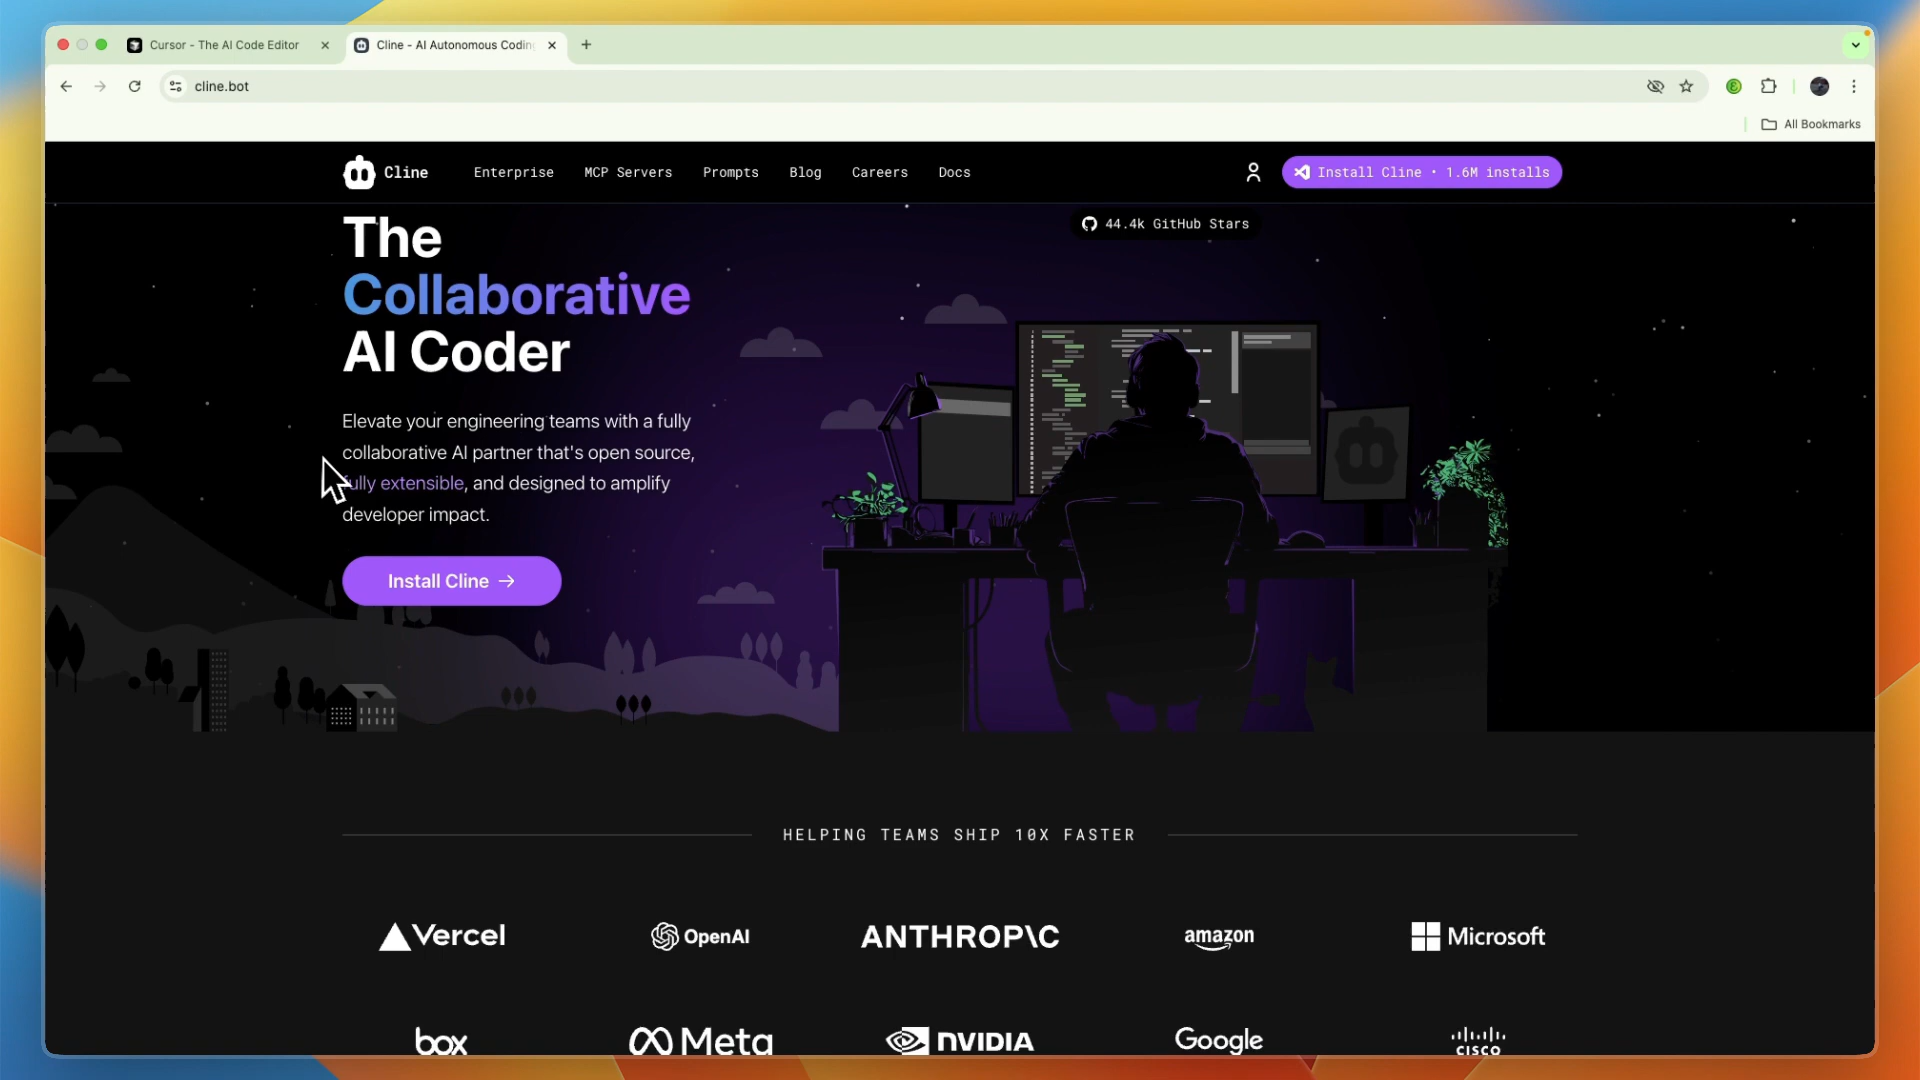 Cursor - The AI Code Editor
Cline - AI Autonomous Coding
cline.bot
All Bookmarks
Cline
Enterprise
MCP Servers
Prompts
Blog
Careers
Docs
Install Cline • 1.6M installs
44.4k GitHub Stars
The
Collaborative
AI Coder
Elevate your engineering teams with a fully
collaborative AI partner that's open source,
fully extensible, and designed to amplify
developer impact.
Install Cline →
HELPING TEAMS SHIP 10X FASTER
Vercel
OpenAI
ANTHROP\C
amazon
Microsoft
box
Meta
NVIDIA
Google
CISCO